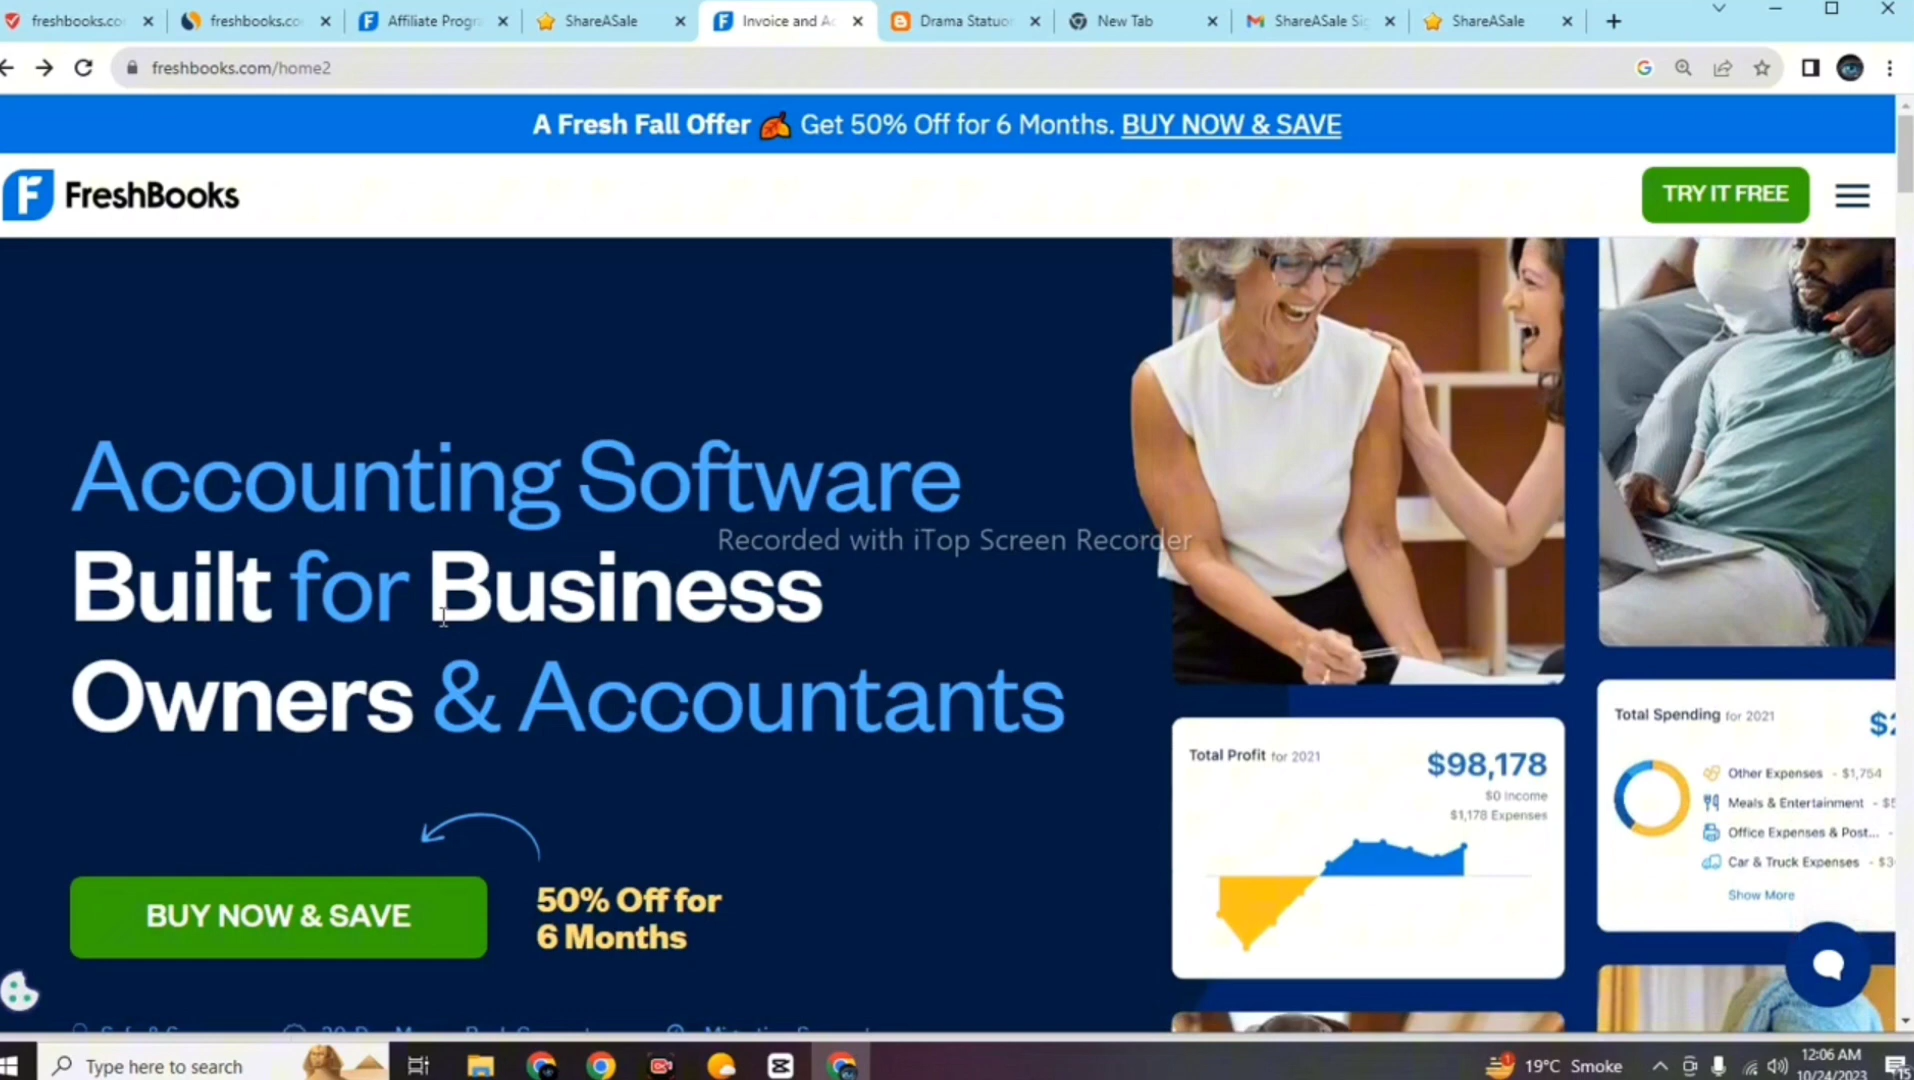 freshbooks.co
freshbooks.co
Affiliate Progr
ShareASale
Invoice and Ac
Drama Statuo
New Tab
ShareASale Sig
ShareASale
freshbooks.com/home2
A Fresh Fall Offer Get 50% Off for 6 Months. BUY NOW & SAVE
FreshBooks
TRY IT FREE
Accounting Software
Built for Business
Owners & Accountants
Recorded with iTop Screen Recorder
BUY NOW & SAVE
50% Off for
6 Months
Total Profit for 2021
$98,178
$0 Income
$1,178 Expenses
Total Spending for 2021
Other Expenses - $1,754
Meals & Entertainment
Office Expenses & Post...
Car & Truck Expenses
Show More
Type here to search
19°C Smoke
12:06 AM
10/24/2023